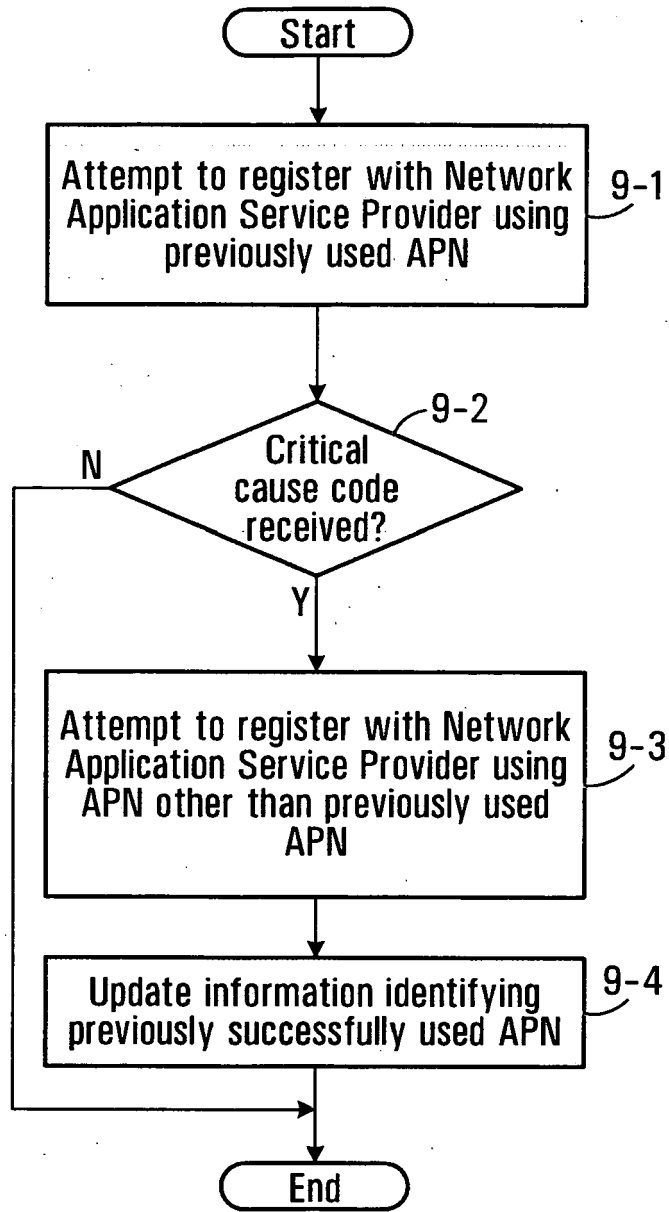 Start
Attempt to register with Network
Application Service Provider using
previously used APN
9-1
9-2
Critical
cause code
received?
N
Y
Attempt to register with Network
Application Service Provider using
APN other than previously used
APN
9-3
Update information identifying
previously successfully used APN
9-4
End